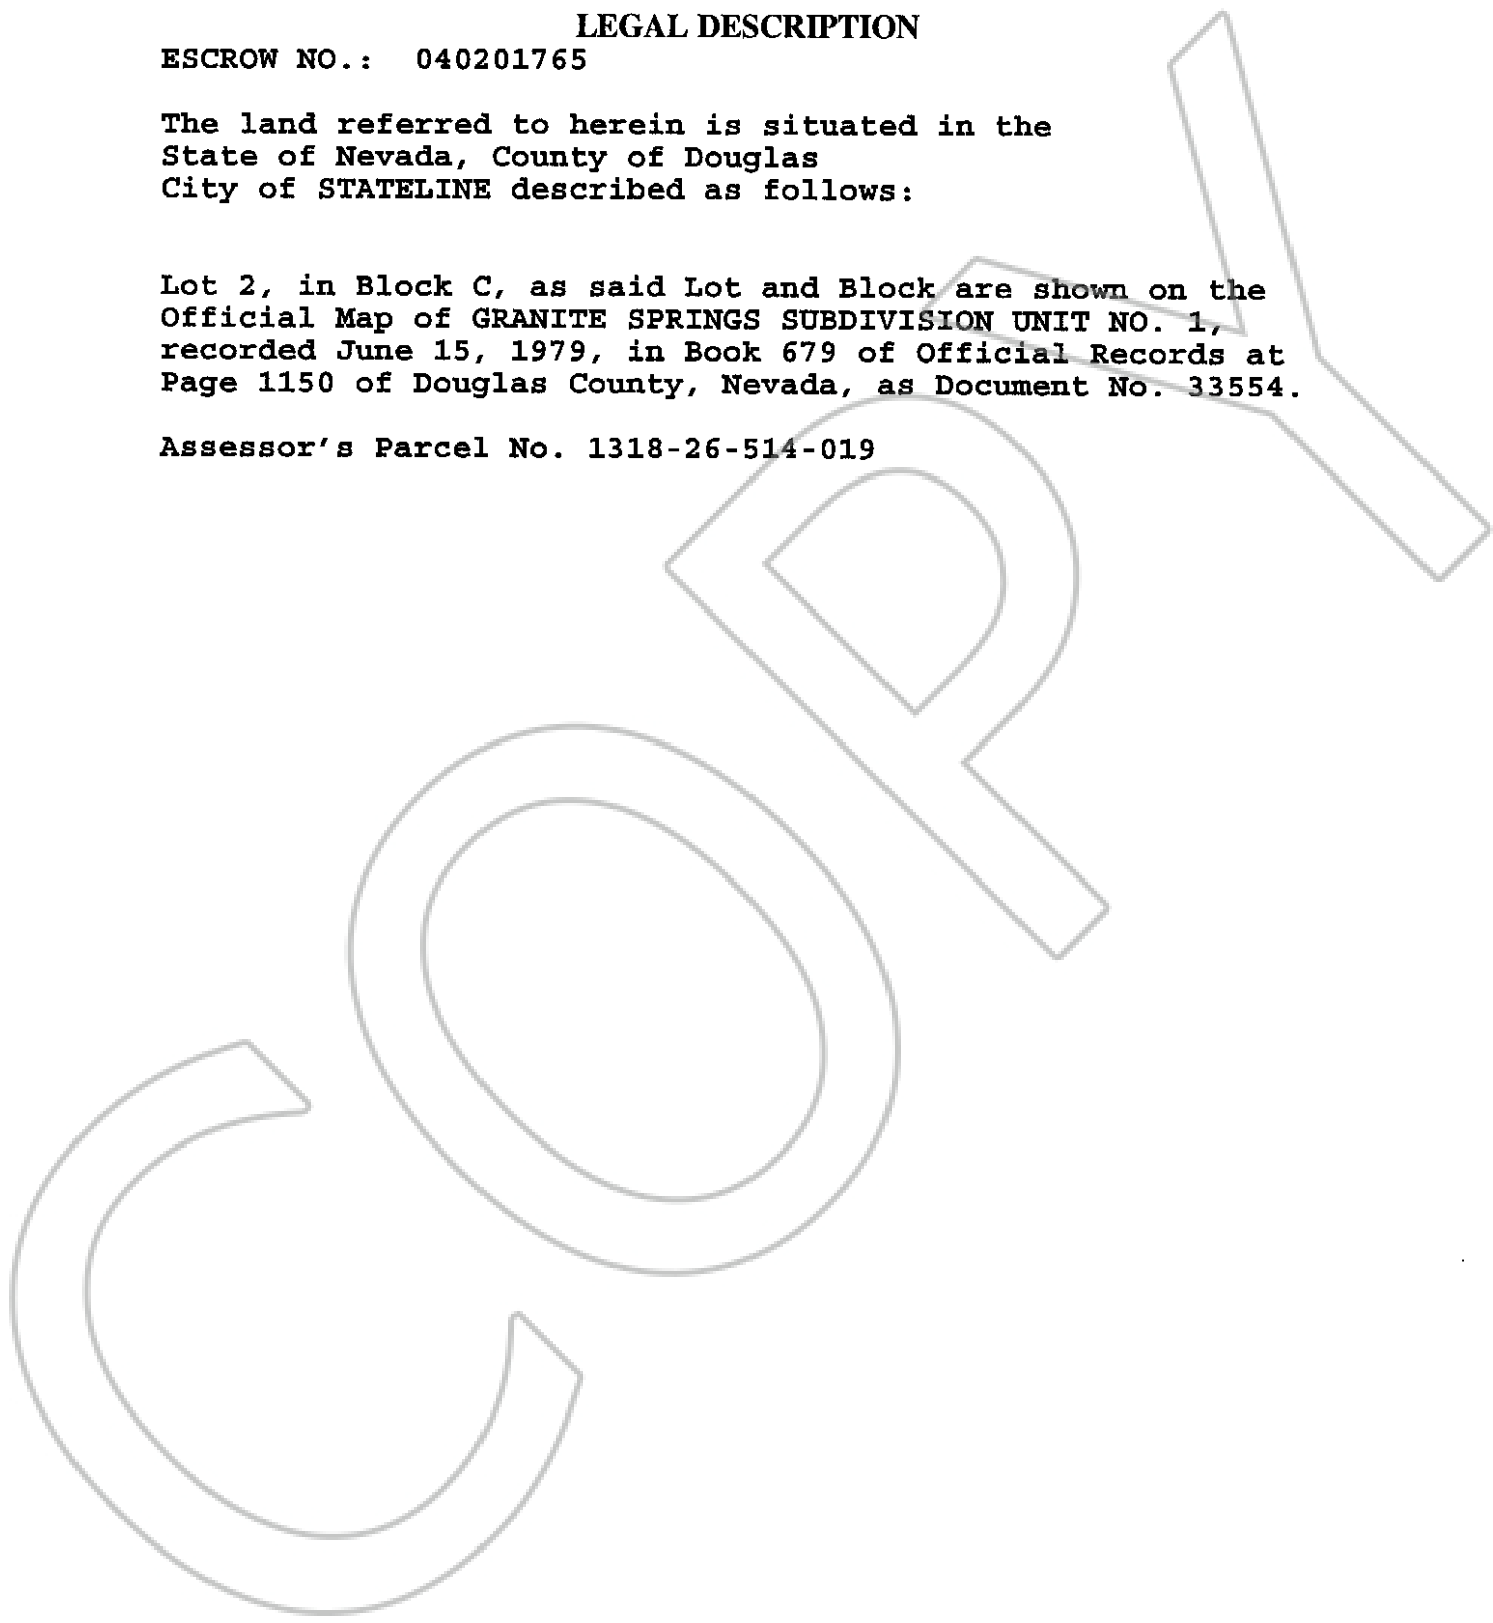 LEGAL DESCRIPTION
ESCROW NO.: 040201765
The land referred to herein is situated in the
State of Nevada, County of Douglas
City of STATELINE described as follows:
Lot 2, in Block C, as said Lot and Block are shown on the
Official Map of GRANITE SPRINGS SUBDIVISION UNIT NO. 1,
recorded June 15, 1979, in Book 679 of Official Records at
Page 1150 of Douglas County, Nevada, as Document No. 33554.
Assessor's Parcel No. 1318-26-514-019
COPY